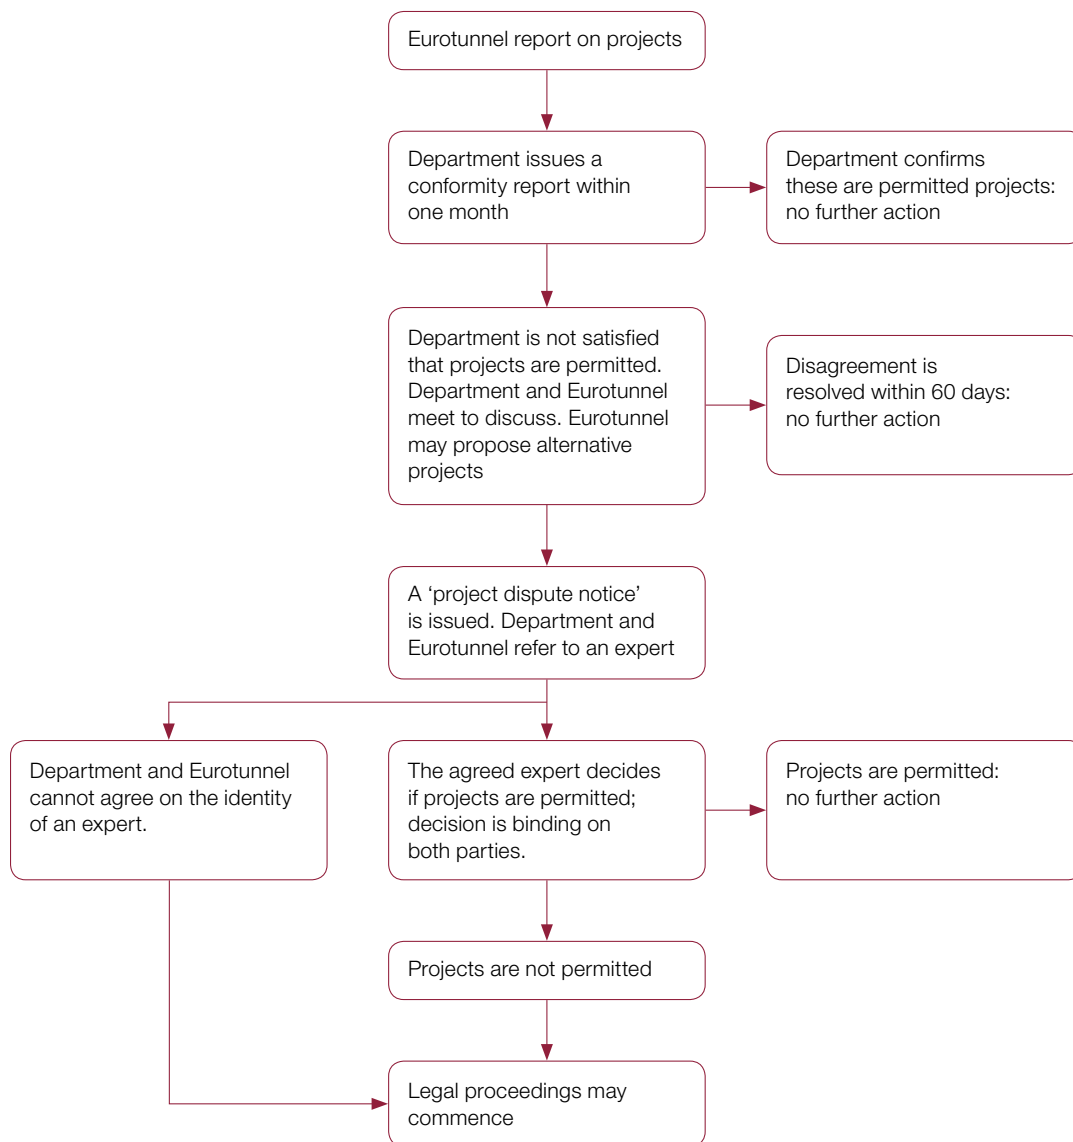 Eurotunnel report on projects
Department issues a
conformity report within
one month
Department confirms
these are permitted projects:
no further action
Department is not satisfied
that projects are permitted.
Department and Eurotunnel
meet to discuss. Eurotunnel
may propose alternative
projects
Disagreement is
resolved within 60 days:
no further action
A ‘project dispute notice’
is issued. Department and
Eurotunnel refer to an expert
Department and Eurotunnel
cannot agree on the identity
of an expert.
The agreed expert decides
if projects are permitted;
decision is binding on
both parties.
Projects are permitted:
no further action
Projects are not permitted
Legal proceedings may
commence